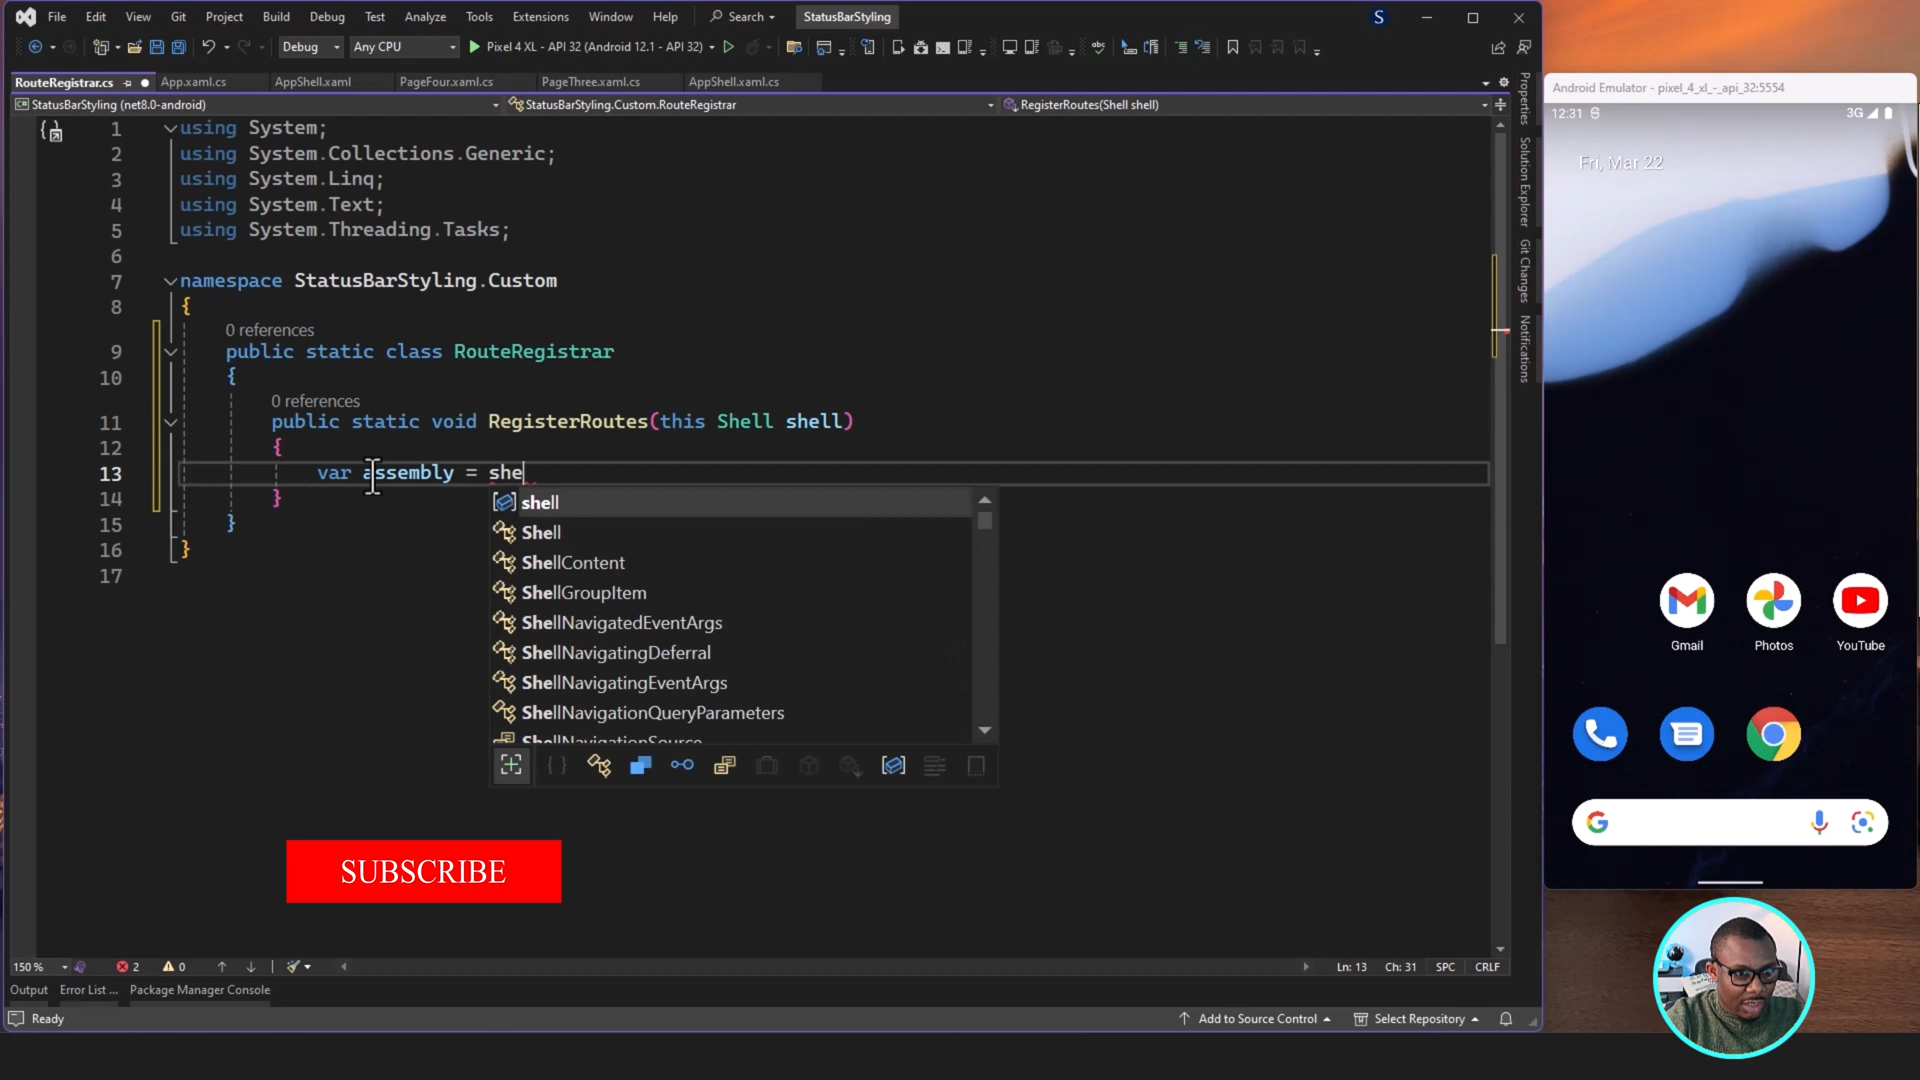 File Edit View Git Project Build Debug Test Analyze Tools Extensions Window Help Search StatusBarStyling S
Debug Any CPU Pixel 4 XL - API 32 (Android 12.1 - API 32)
RouteRegistrar.cs App.xaml.cs AppShell.xaml PageFour.xaml.cs PageThree.xaml.cs AppShell.xaml.cs
StatusBarStyling (net8.0-android) StatusBarStyling.Custom.RouteRegistrar RegisterRoutes(Shell shell)
1 using System;
2 using System.Collections.Generic;
3 using System.Linq;
4 using System.Text;
5 using System.Threading.Tasks;
6
7 namespace StatusBarStyling.Custom
8 {
0 references
9 public static class RouteRegistrar
10 {
0 references
11 public static void RegisterRoutes(this Shell shell)
12 {
13 var assembly = she
14 }
15 }
16 }
17
shell
Shell
ShellContent
ShellGroupItem
ShellNavigatedEventArgs
ShellNavigatingDeferral
ShellNavigatingEventArgs
ShellNavigationQueryParameters
ShellNavigationSource
SUBSCRIBE
150 % 2 0 Ln: 13 Ch: 31 SPC CRLF
Output Error List ... Package Manager Console
Ready Add to Source Control Select Repository
Properties
Solution Explorer
Git Changes
Notifications
Android Emulator - pixel_4_xl_-_api_32:5554
12:31 3G
Fri, Mar 22
Gmail Photos YouTube